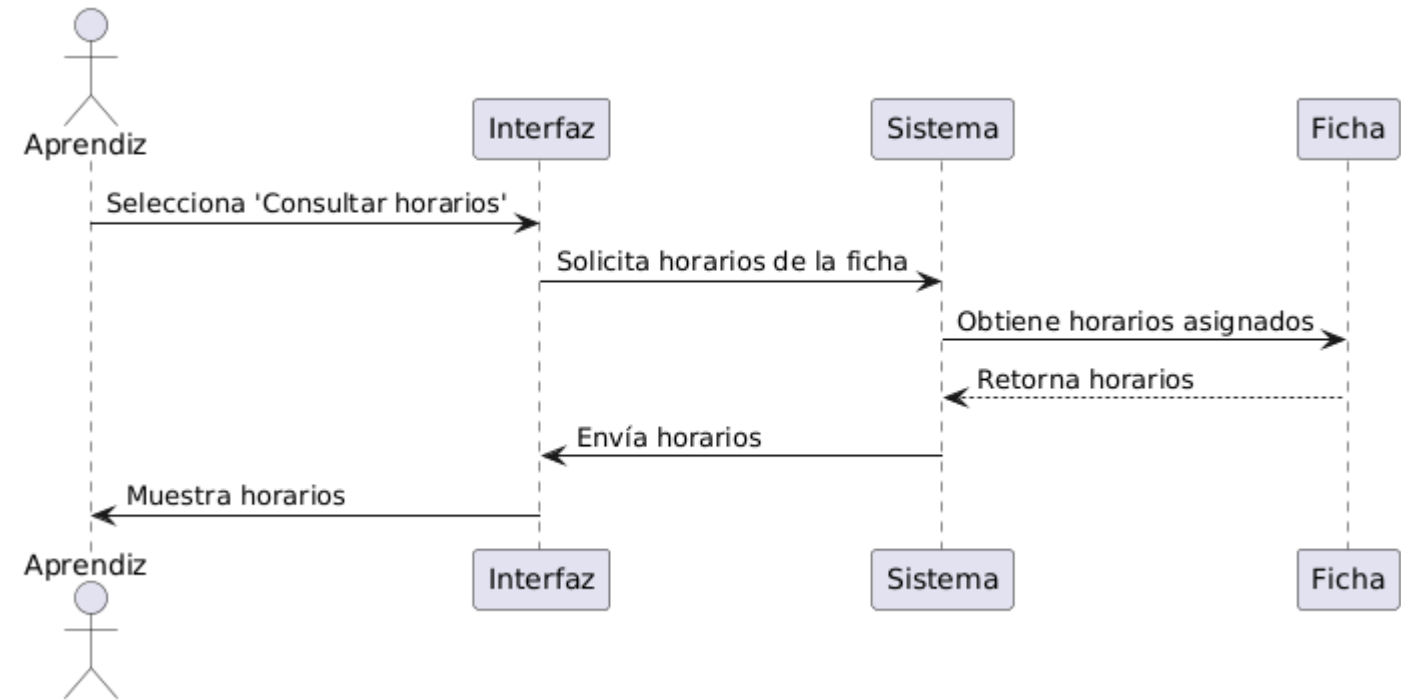 Aprendiz
Interfaz
Sistema
Ficha
Selecciona 'Consultar horarios'
Solicita horarios de la ficha
Obtiene horarios asignados
Retorna horarios
Envía horarios
Muestra horarios
Aprendiz
Interfaz
Sistema
Ficha